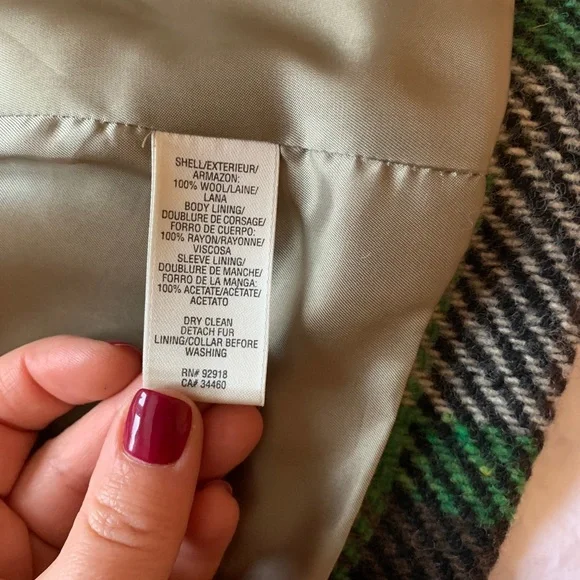 SHELL/EXTERIEUR/
ARMAZON:
100% WOOL/LAINE/
LANA
BODY LINING/
DOUBLURE DE CORSAGE/
FORRO DE CUERPO:
100% RAYON/RAYONNE/
VISCOSA
SLEEVE LINING/
DOUBLURE DE MANCHE/
FORRO DE LA MANGA:
100% ACETATE/ACÉTATE/
ACETATO
DRY CLEAN
DETACH FUR
LINING/COLLAR BEFORE
WASHING
RN# 92918
CA# 34460